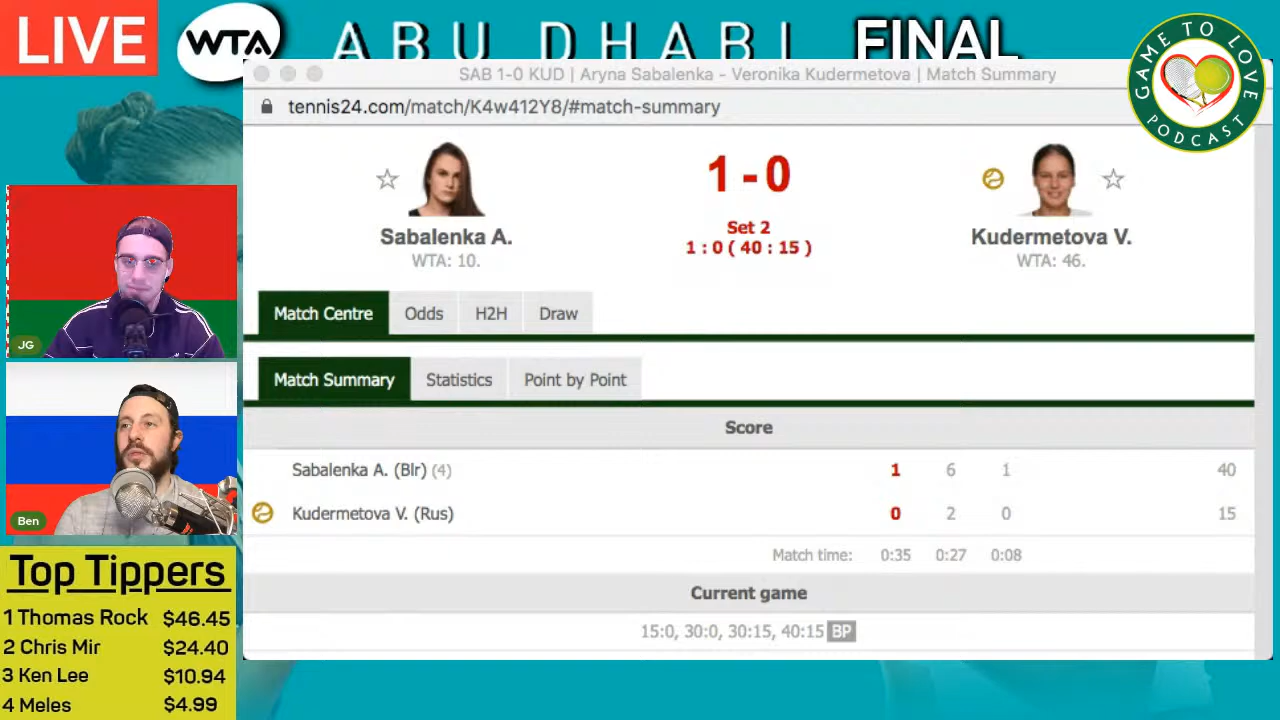 LIVE
WTA
ABU DHABI
FINAL
GAME TO LOVE
PODCAST
SAB 1-0 KUD | Aryna Sabalenka - Veronika Kudermetova | Match Summary
tennis24.com/match/K4w412Y8/#match-summary
1 - 0
Set 2
1 : 0 ( 40 : 15 )
Sabalenka A.
WTA: 10.
Kudermetova V.
WTA: 46.
Match Centre Odds H2H Draw
Match Summary Statistics Point by Point
Score
Sabalenka A. (Blr) (4) 1 6 1 40
Kudermetova V. (Rus) 0 2 0 15
Match time: 0:35 0:27 0:08
Current game
15:0, 30:0, 30:15, 40:15 BP
JG
Ben
Top Tippers
1 Thomas Rock $46.45
2 Chris Mir $24.40
3 Ken Lee $10.94
4 Meles $4.99